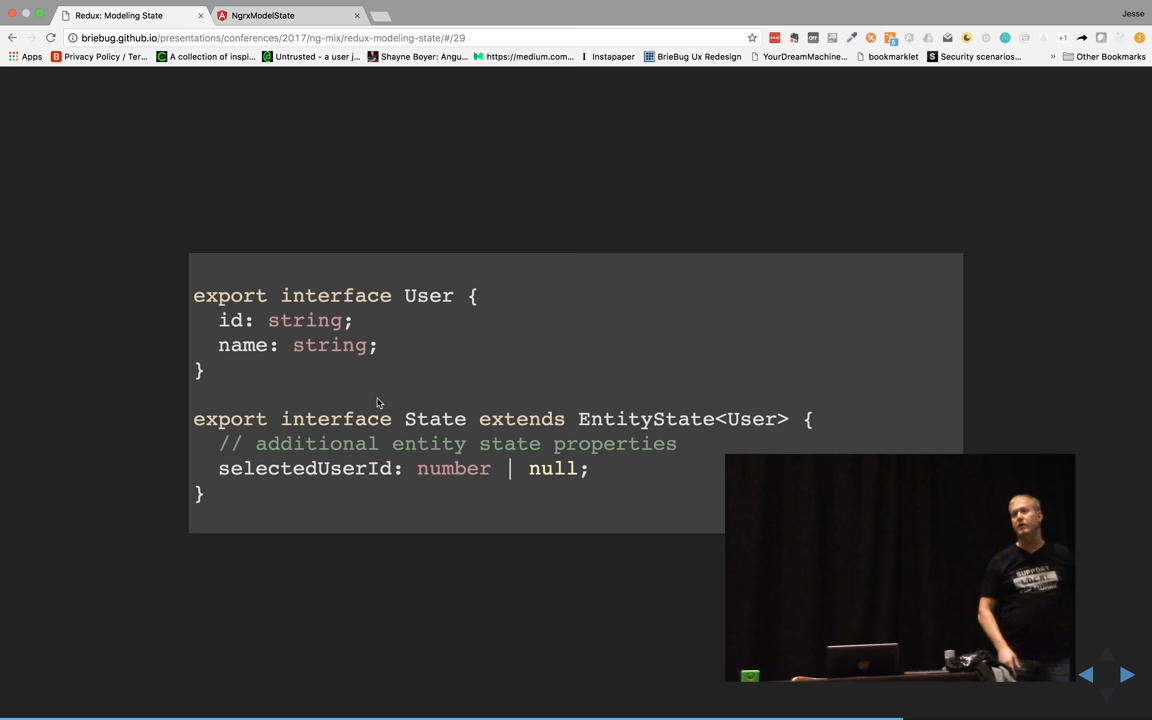 Redux: Modeling State
NgrxModelState
Jesse
briebug.github.io/presentations/conferences/2017/ng-mix/redux-modeling-state/#/29
Apps
Privacy Policy / Ter...
A collection of inspi...
Untrusted - a user j...
Shayne Boyer: Angu...
https://medium.com...
Instapaper
BrieBug Ux Redesign
YourDreamMachine...
bookmarklet
Security scenarios...
»
Other Bookmarks
export interface User {
id: string;
name: string;
}
export interface State extends EntityState<User> {
// additional entity state properties
selectedUserId: number | null;
}
SUPPORT
LOCAL